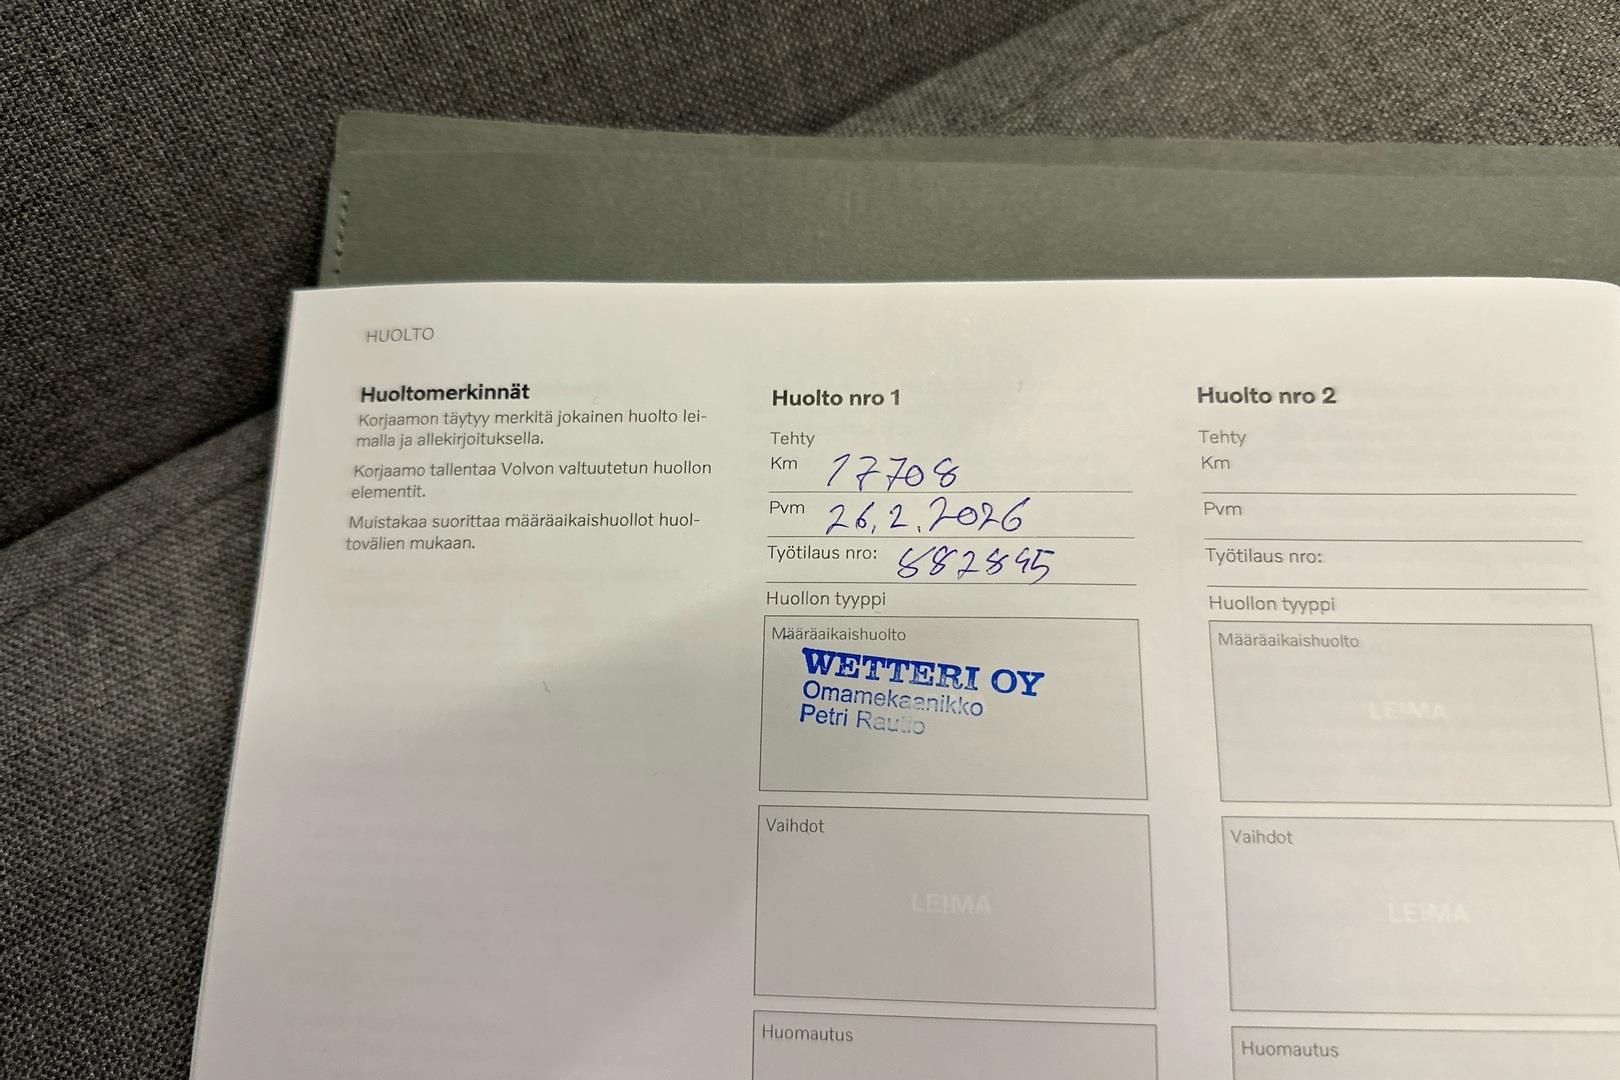 HUOLTO
Huoltomerkinnät
Korjaamon täytyy merkitä jokainen huolto lei-
malla ja allekirjoituksella.
Korjaamo tallentaa Volvon valtuutetun huollon
elementit.
Muistakaa suorittaa määräaikaishuollot huol-
tovälien mukaan.
Huolto nro 1
Tehty
Km 17708
Pvm 26.2.2026
Työtilaus nro: 882895
Huollon tyyppi
Määräaikaishuolto
WETTERI OY
Omamekaanikko
Petri Rautio
Vaihdot
LEIMA
Huomautus
Huolto nro 2
Tehty
Km
Pvm
Työtilaus nro:
Huollon tyyppi
Määräaikaishuolto
LEIMA
Vaihdot
LEIMA
Huomautus